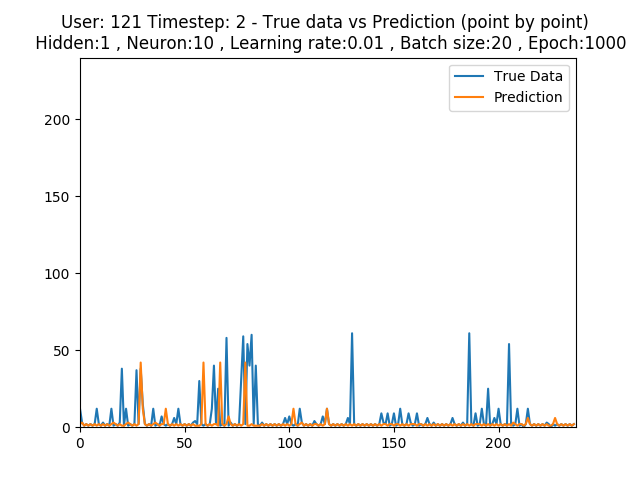 User: 121 Timestep: 2 - True data vs Prediction (point by point)
Hidden:1 , Neuron:10 , Learning rate:0.01 , Batch size:20 , Epoch:1000
True Data
Prediction
200
150
100
50
0
0 50 100 150 200